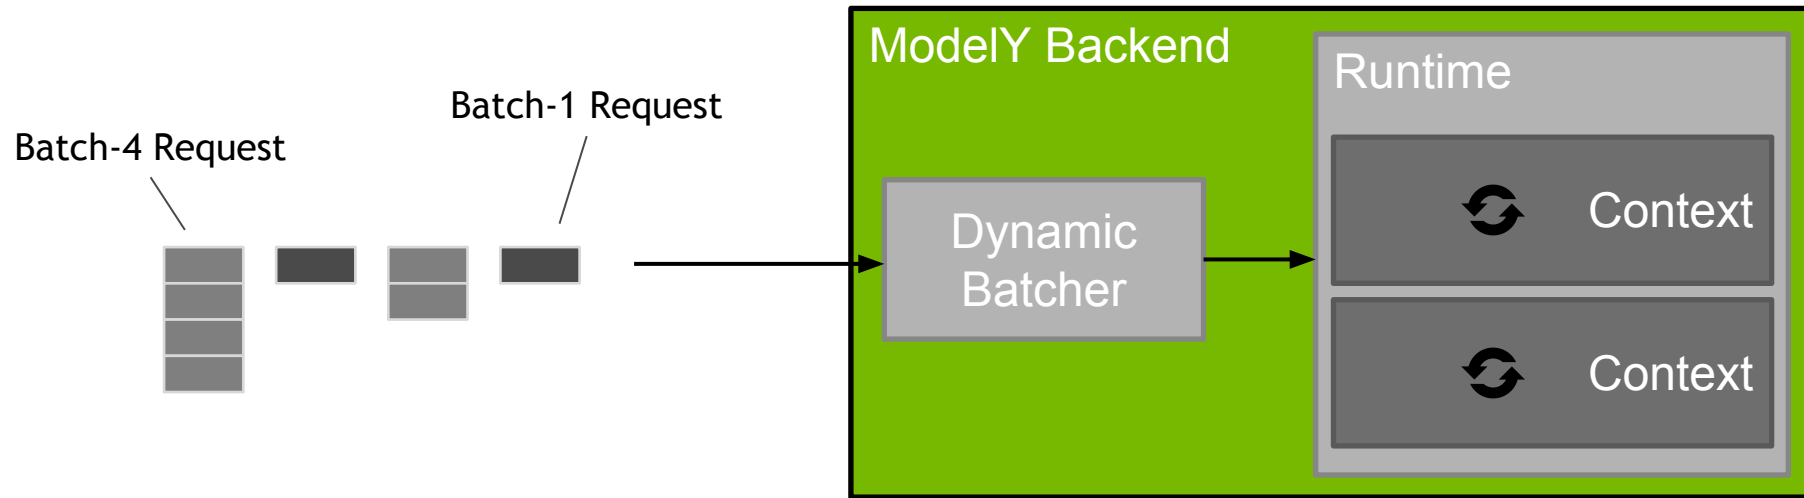 Batch-4 Request
Batch-1 Request
ModelY Backend
Dynamic
Batcher
Runtime
Context
Context